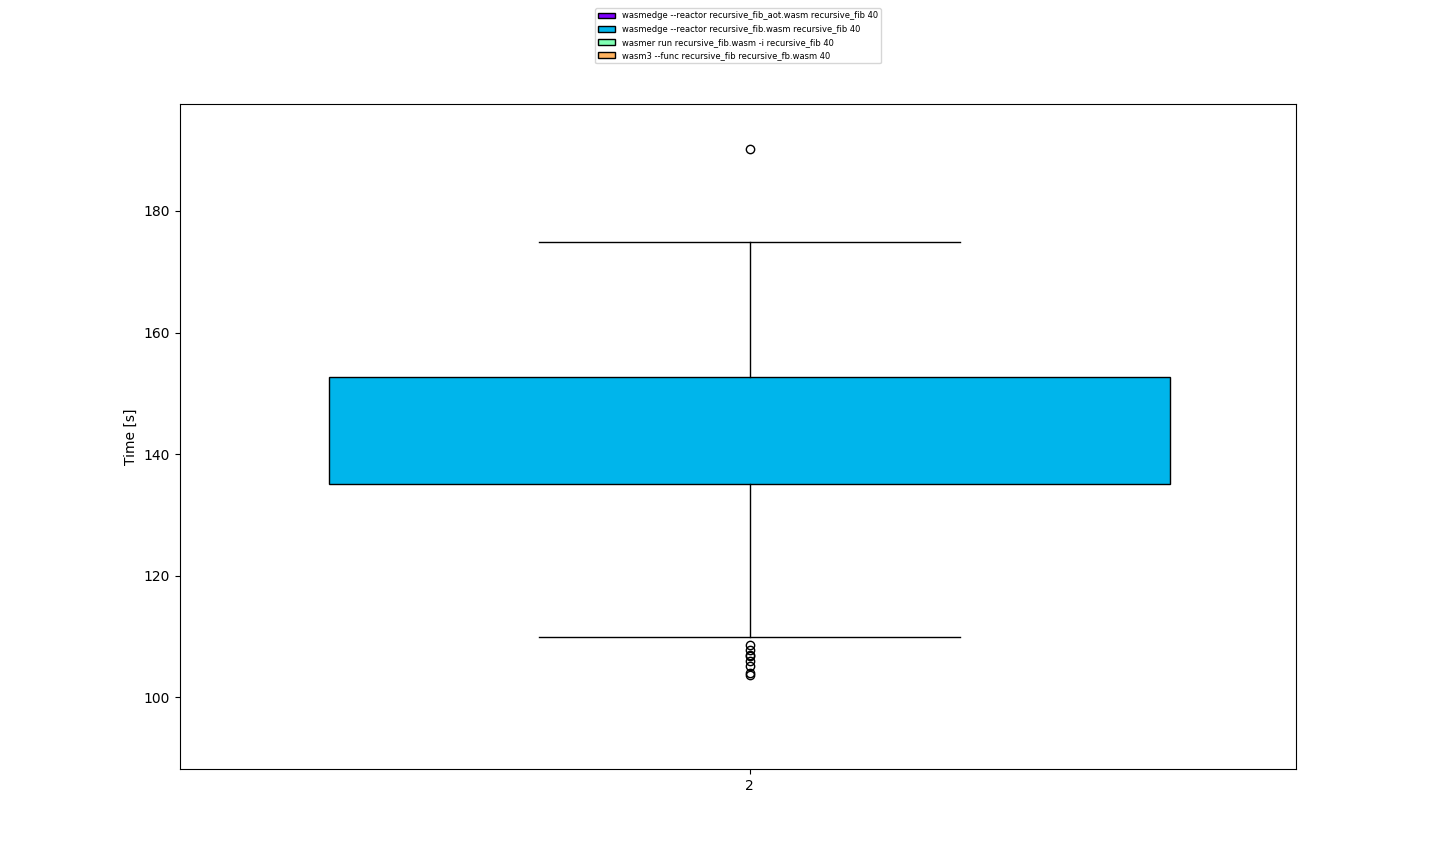 wasmedge --reactor recursive_fib_aot.wasm recursive_fib 40
wasmedge --reactor recursive_fib.wasm recursive_fib 40
wasmer run recursive_fib.wasm -i recursive_fib 40
wasm3 --func recursive_fib recursive_fb.wasm 40
180
160
140
120
100
Time [s]
2